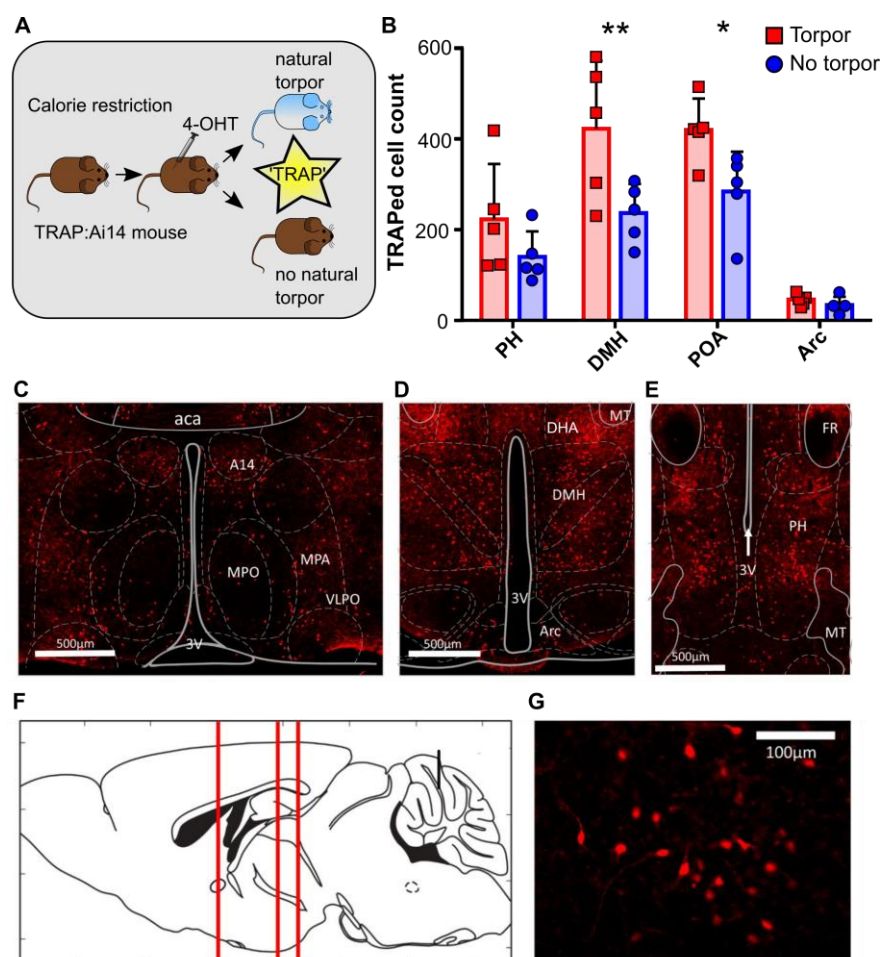 A
Calorie restriction
4-OHT
natural
torpor
'TRAP'
TRAP:Ai14 mouse
no natural
torpor
B
TRAPed cell count
600
400
200
0
**
*
Torpor
No torpor
PH
DMH
POA
Arc
C
aca
A14
MPO
MPA
VLPO
3V
500μm
D
MT
DHA
DMH
3V
Arc
500μm
E
FR
PH
3V
MT
500μm
F
G
100μm